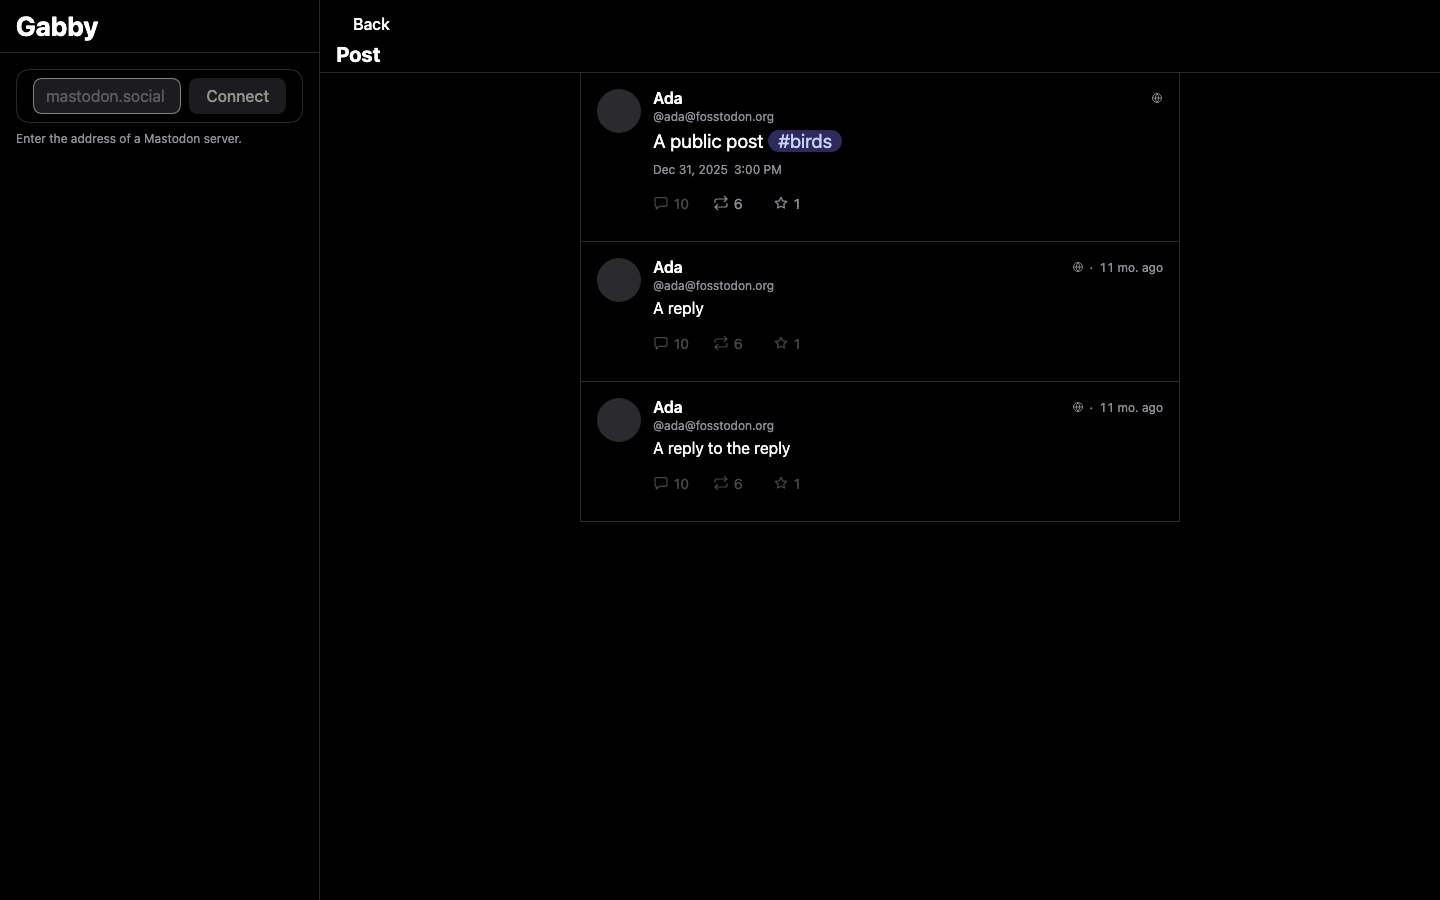 Gabby
mastodon.social
Connect
Enter the address of a Mastodon server.
Back
Post
Ada
@ada@fosstodon.org
A public post #birds
Dec 31, 2025 3:00 PM
10 6 1
Ada
· 11 mo. ago
@ada@fosstodon.org
A reply
10 6 1
Ada
· 11 mo. ago
@ada@fosstodon.org
A reply to the reply
10 6 1